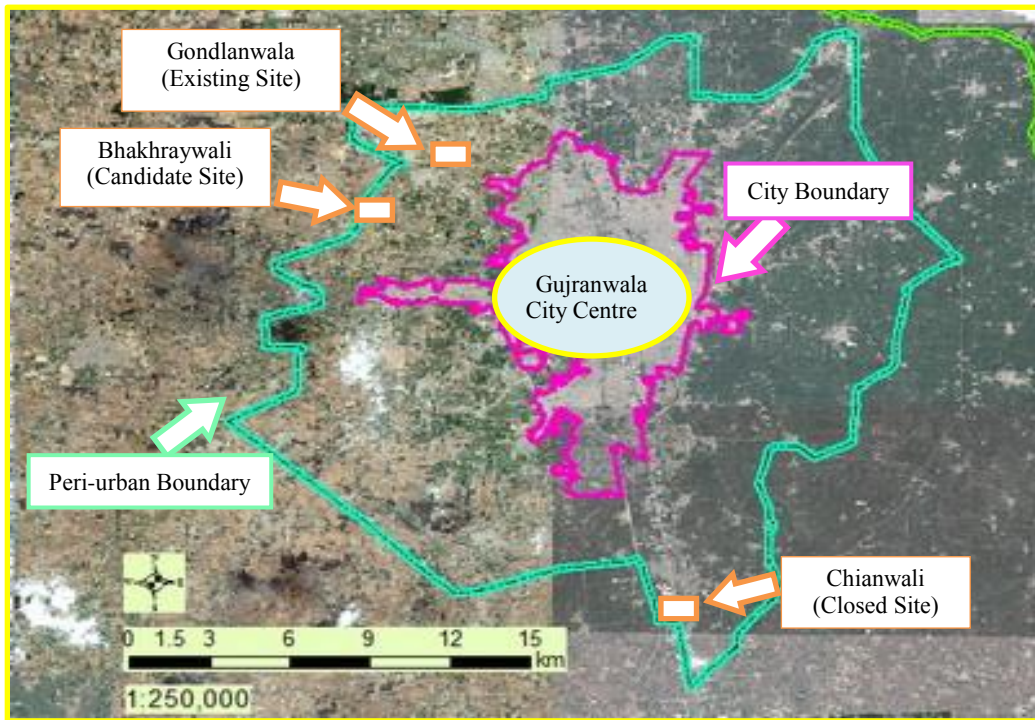 Gondlanwala
(Existing Site)
Bhakhraywali
(Candidate Site)
City Boundary
Gujranwala
City Centre
Peri-urban Boundary
Chianwali
(Closed Site)
0 1.5 3 6 9 12 15
km
1:250,000